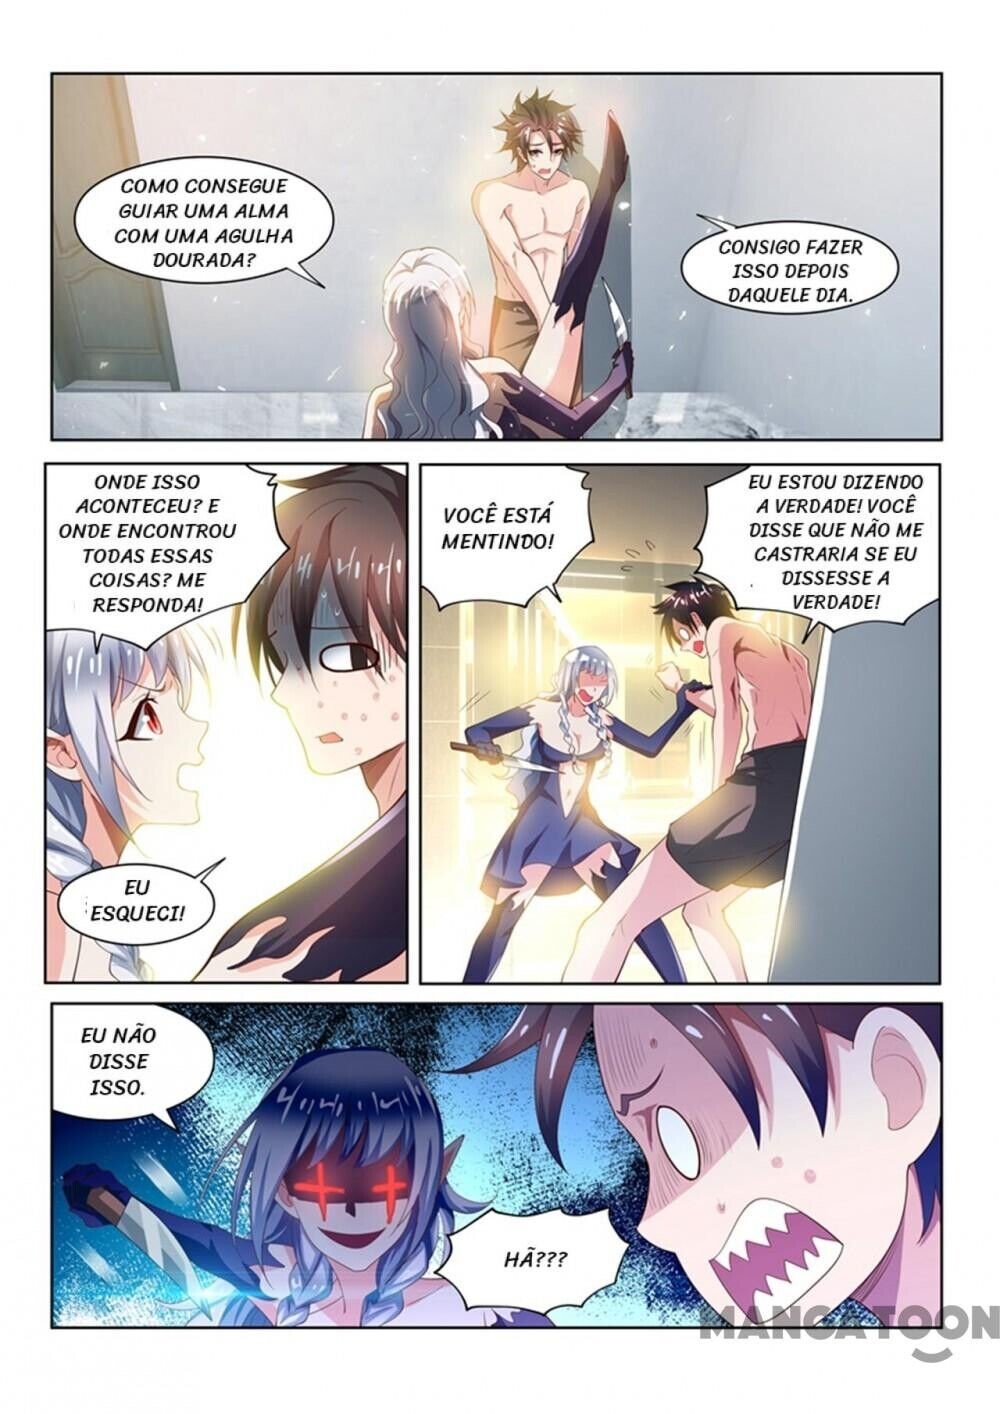 COMO CONSEGUE
GUIAR UMA ALMA
COM UMA AGULHA
DOURADA?
CONSIGO FAZER
ISSO DEPOIS
DAQUELE DIA.
ONDE ISSO
ACONTECEU? E
ONDE ENCONTROU
TODAS ESSAS
COISAS? ME
RESPONDA!
EU
ESQUECI!
VOCÊ ESTÁ
MENTINDO!
EU ESTOU DIZENDO
A VERDADE! VOCÊ
DISSE QUE NÃO ME
CASTRARIA SE EU
DISSESSE A
VERDADE!
EU NÃO
DISSE
ISSO.
HÃ???
MANGATOON